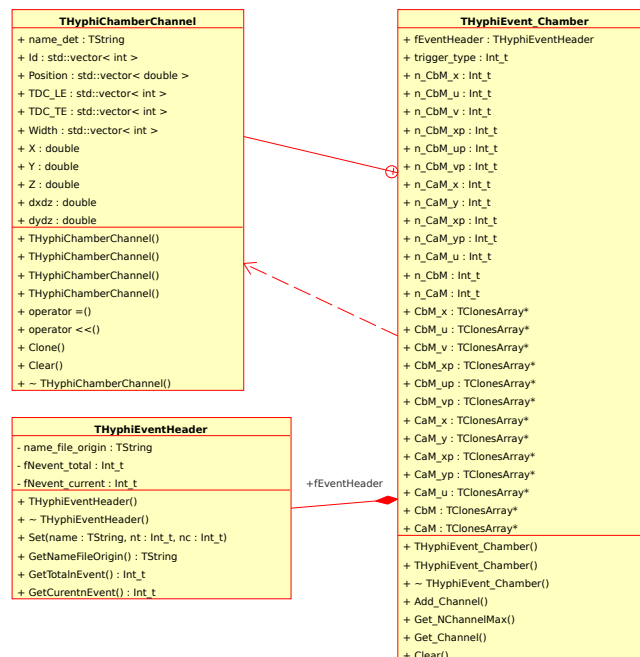 THyphiChamberChannel
+ name_det : TString
+ Id : std::vector< int >
+ Position : std::vector< double >
+ TDC_LE : std::vector< int >
+ TDC_TE : std::vector< int >
+ Width : std::vector< int >
+ X : double
+ Y : double
+ Z : double
+ dxdz : double
+ dydz : double
+ THyphiChamberChannel()
+ THyphiChamberChannel()
+ THyphiChamberChannel()
+ THyphiChamberChannel()
+ operator =()
+ operator <<()
+ Clone()
+ Clear()
+ ~ THyphiChamberChannel()
THyphiEventHeader
- name_file_origin : TString
- fNevent_total : Int_t
- fNevent_current : Int_t
+ THyphiEventHeader()
+ ~ THyphiEventHeader()
+ Set(name : TString, nt : Int_t, nc : Int_t)
+ GetNameFileOrigin() : TString
+ GetTotalnEvent() : Int_t
+ GetCurentnEvent() : Int_t
+fEventHeader
THyphiEvent_Chamber
+ fEventHeader : THyphiEventHeader
+ trigger_type : Int_t
+ n_CbM_x : Int_t
+ n_CbM_u : Int_t
+ n_CbM_v : Int_t
+ n_CbM_xp : Int_t
+ n_CbM_up : Int_t
+ n_CbM_vp : Int_t
+ n_CaM_x : Int_t
+ n_CaM_y : Int_t
+ n_CaM_xp : Int_t
+ n_CaM_yp : Int_t
+ n_CaM_u : Int_t
+ n_CbM : Int_t
+ n_CaM : Int_t
+ CbM_x : TClonesArray*
+ CbM_u : TClonesArray*
+ CbM_v : TClonesArray*
+ CbM_xp : TClonesArray*
+ CbM_up : TClonesArray*
+ CbM_vp : TClonesArray*
+ CaM_x : TClonesArray*
+ CaM_y : TClonesArray*
+ CaM_xp : TClonesArray*
+ CaM_yp : TClonesArray*
+ CaM_u : TClonesArray*
+ CbM : TClonesArray*
+ CaM : TClonesArray*
+ THyphiEvent_Chamber()
+ THyphiEvent_Chamber()
+ ~ THyphiEvent_Chamber()
+ Add_Channel()
+ Get_NChannelMax()
+ Get_Channel()
+ Clear()